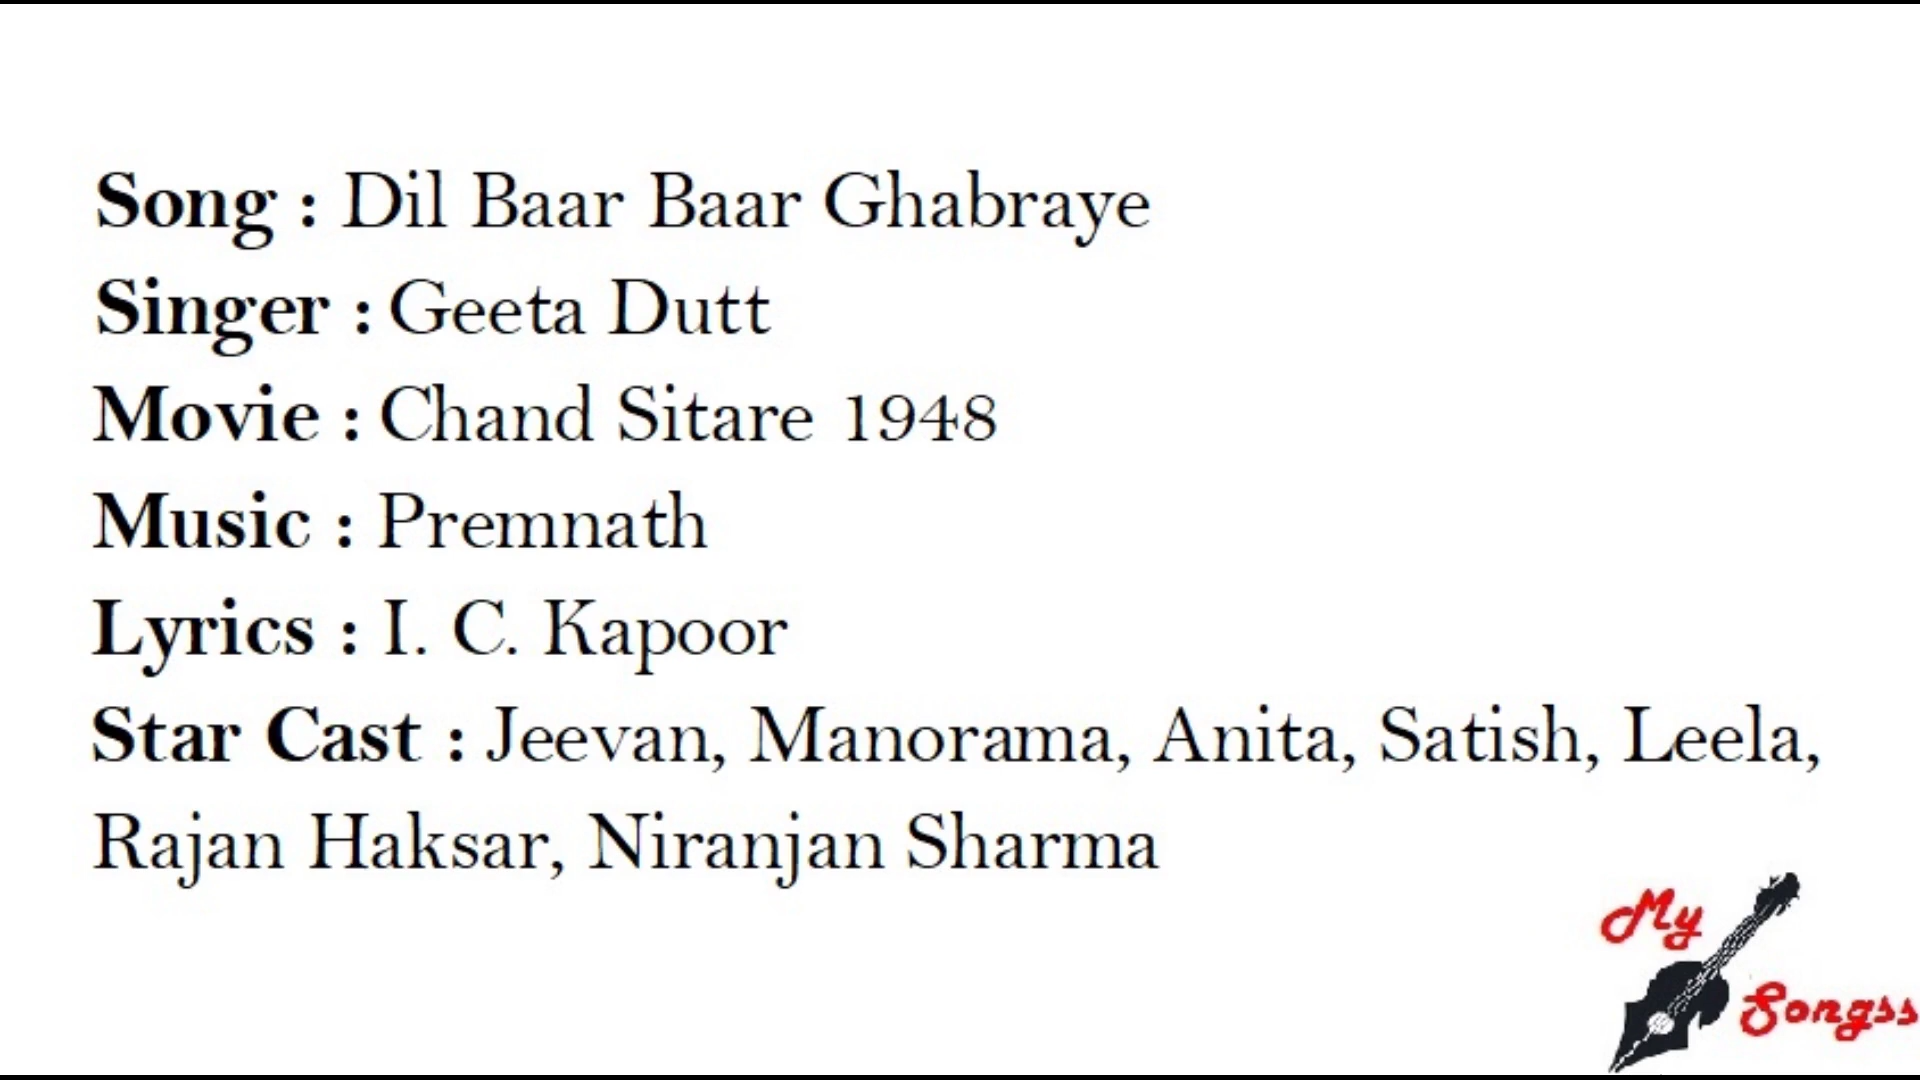 Song : Dil Baar Baar Ghabraye
Singer : Geeta Dutt
Movie : Chand Sitare 1948
Music : Premnath
Lyrics : I. C. Kapoor
Star Cast : Jeevan, Manorama, Anita, Satish, Leela,
Rajan Haksar, Niranjan Sharma
My
Songss